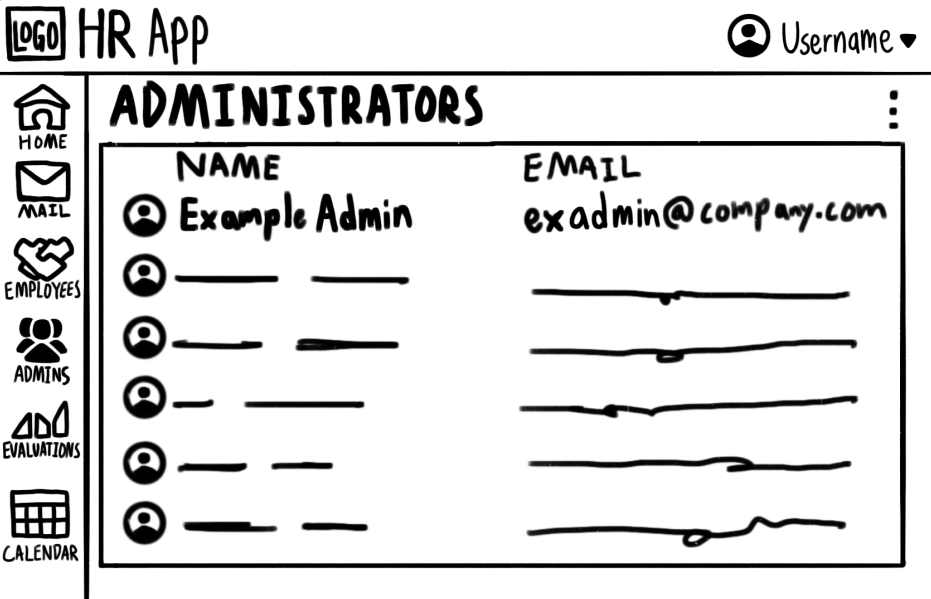 LOGO HR App
Username
ADMINISTRATORS
HOME
MAIL
EMPLOYEES
ADMINS
EVALUATIONS
CALENDAR
NAME EMAIL
Example Admin exadmin@company.com